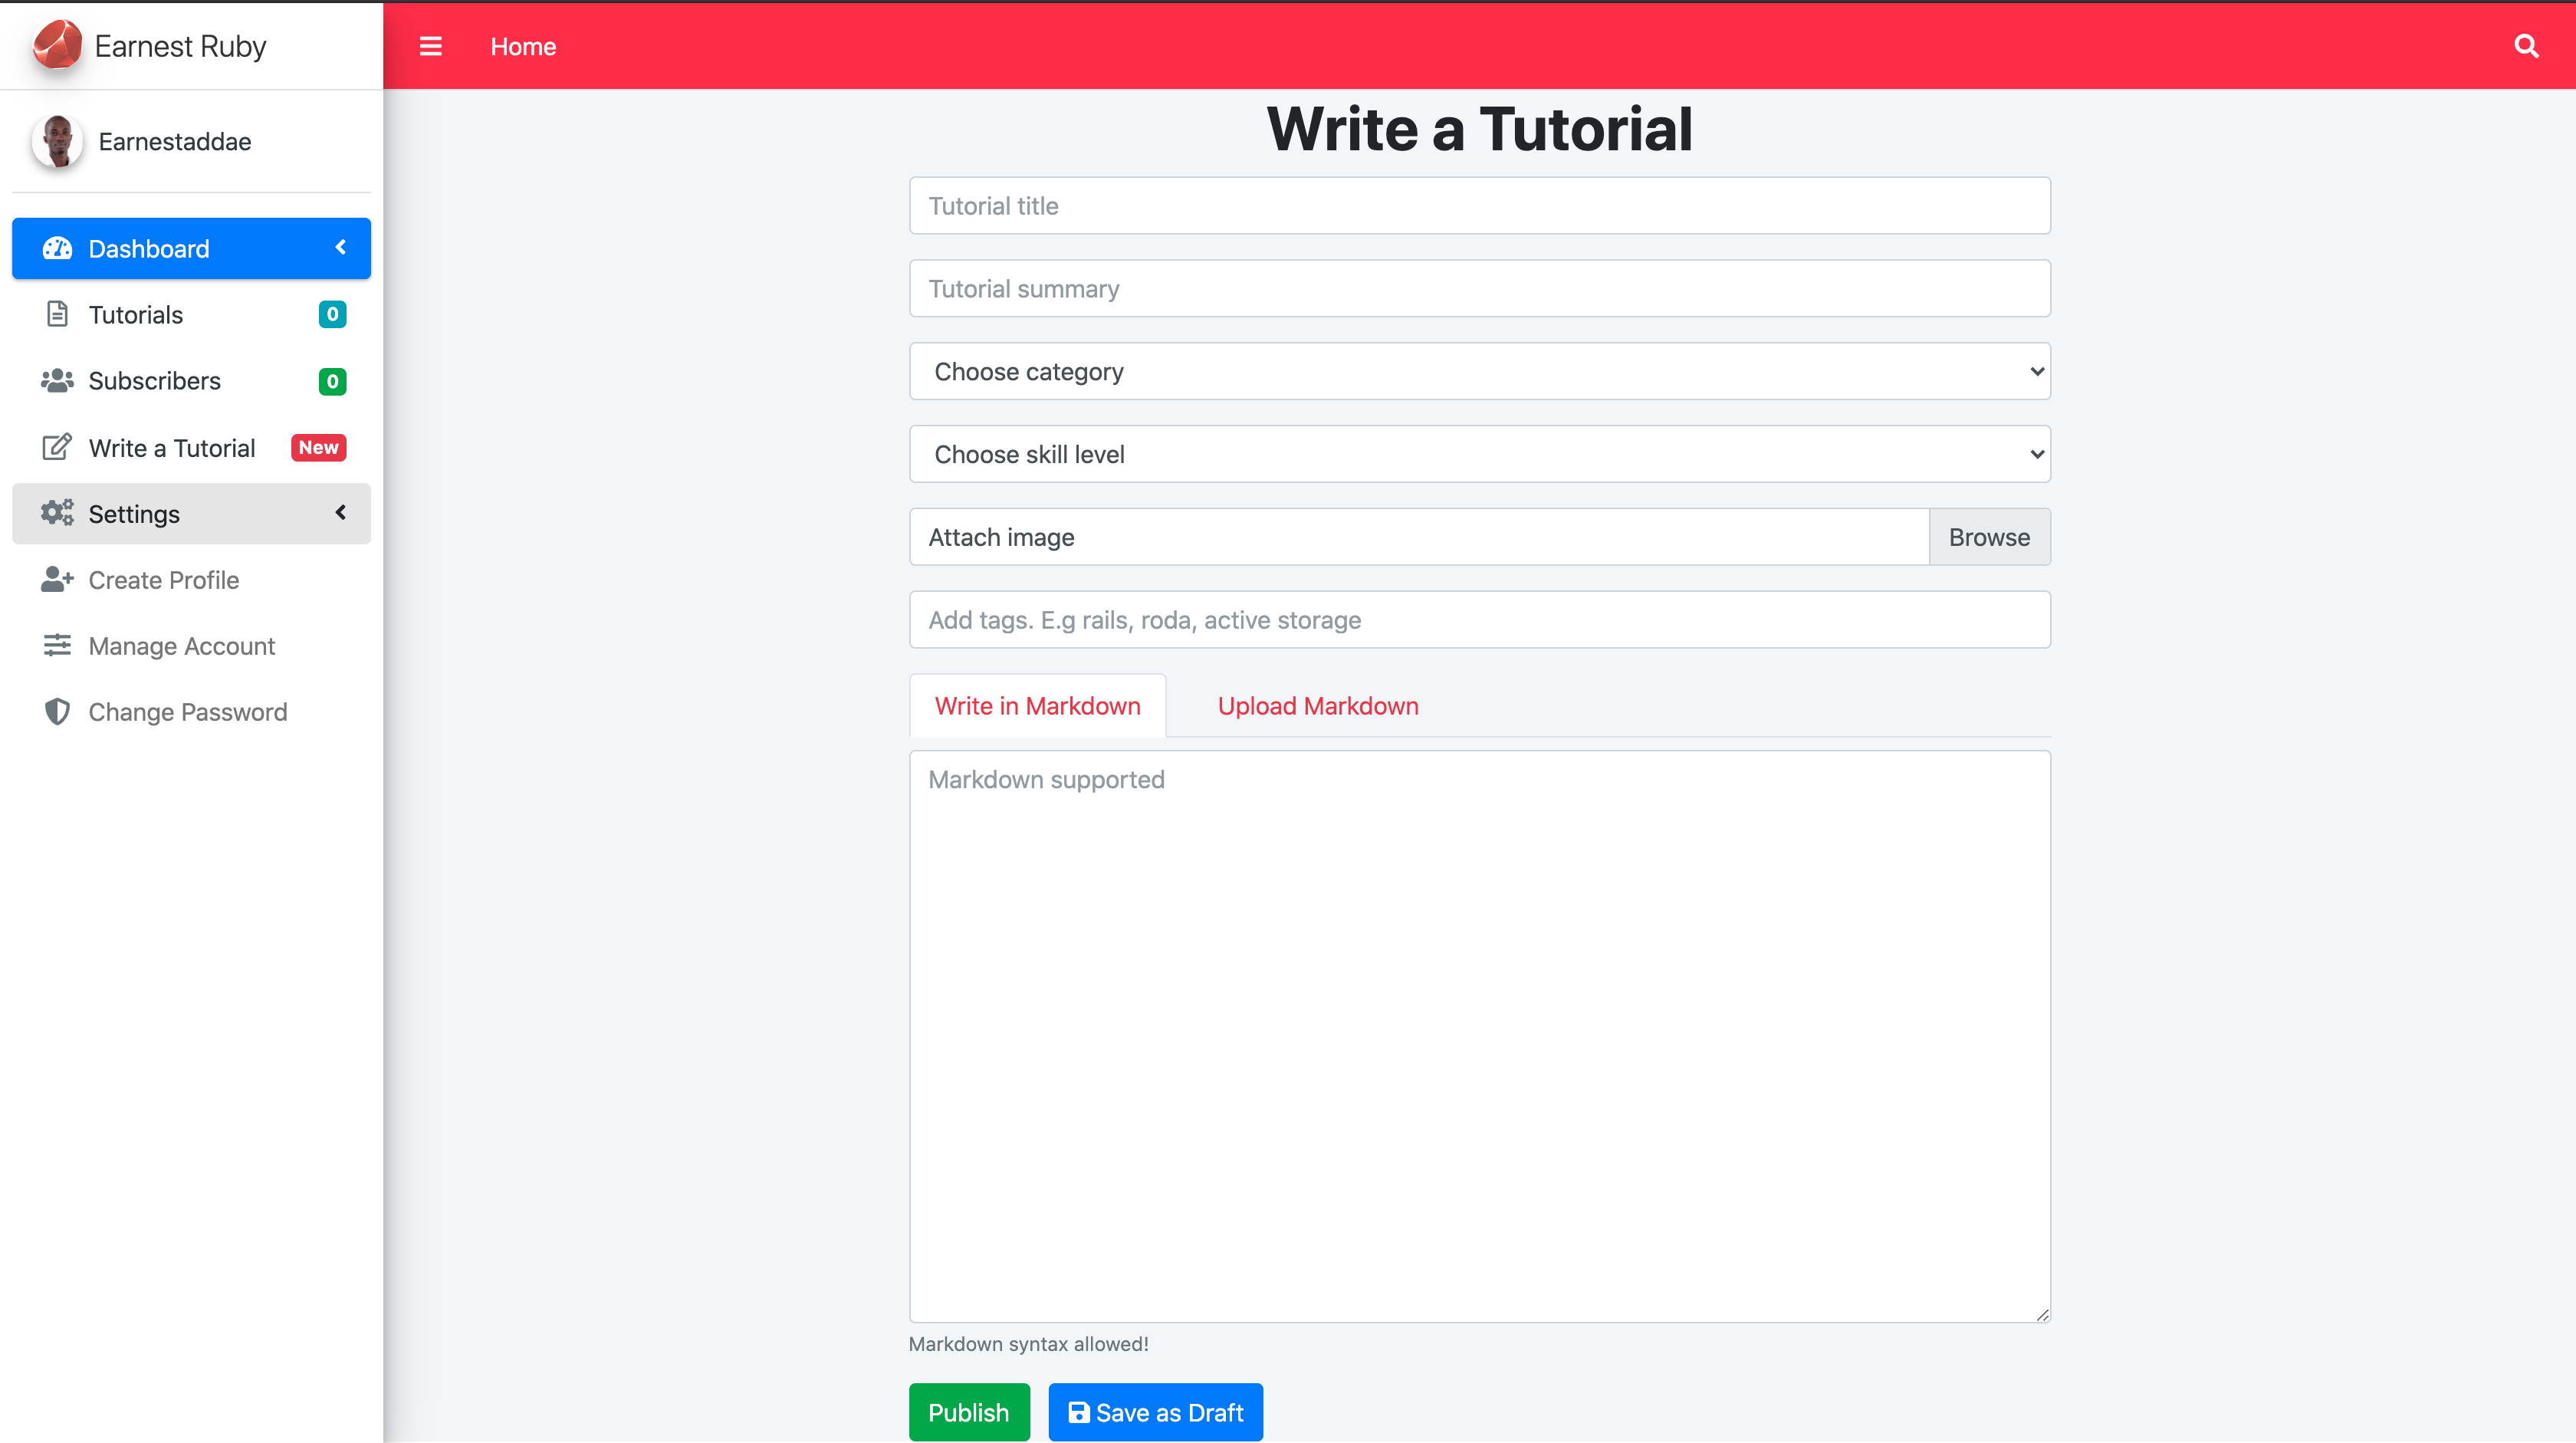 Earnest Ruby
Home
Earnestaddae
Dashboard
Tutorials 0
Subscribers 0
Write a Tutorial New
Settings
Create Profile
Manage Account
Change Password
Write a Tutorial
Tutorial title
Tutorial summary
Choose category
Choose skill level
Attach image Browse
Add tags. E.g rails, roda, active storage
Write in Markdown Upload Markdown
Markdown supported
Markdown syntax allowed!
Publish Save as Draft